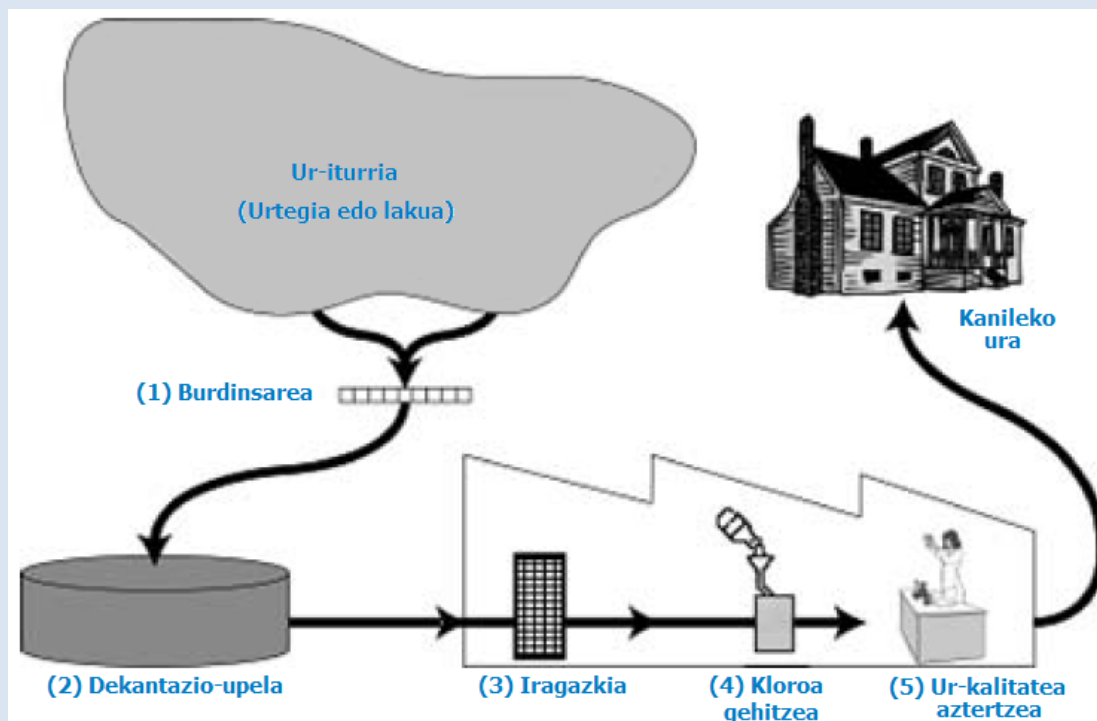 Ur-iturria
(Urtegia edo lakua)
Kanileko
ura
(1) Burdinsarea
(2) Dekantazio-upela
(3) Iragazkia
(4) Kloroa
gehitzea
(5) Ur-kalitatea
aztertzea